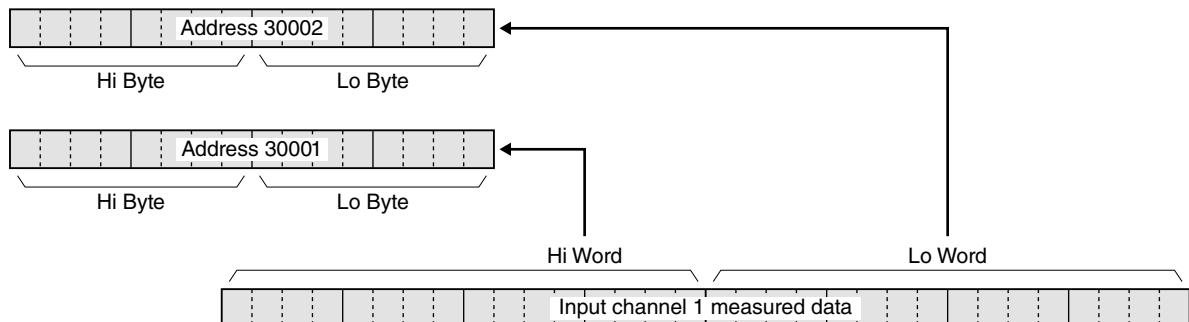 Address 30002
Hi Byte Lo Byte
Address 30001
Hi Byte Lo Byte
Hi Word Lo Word
Input channel 1 measured data